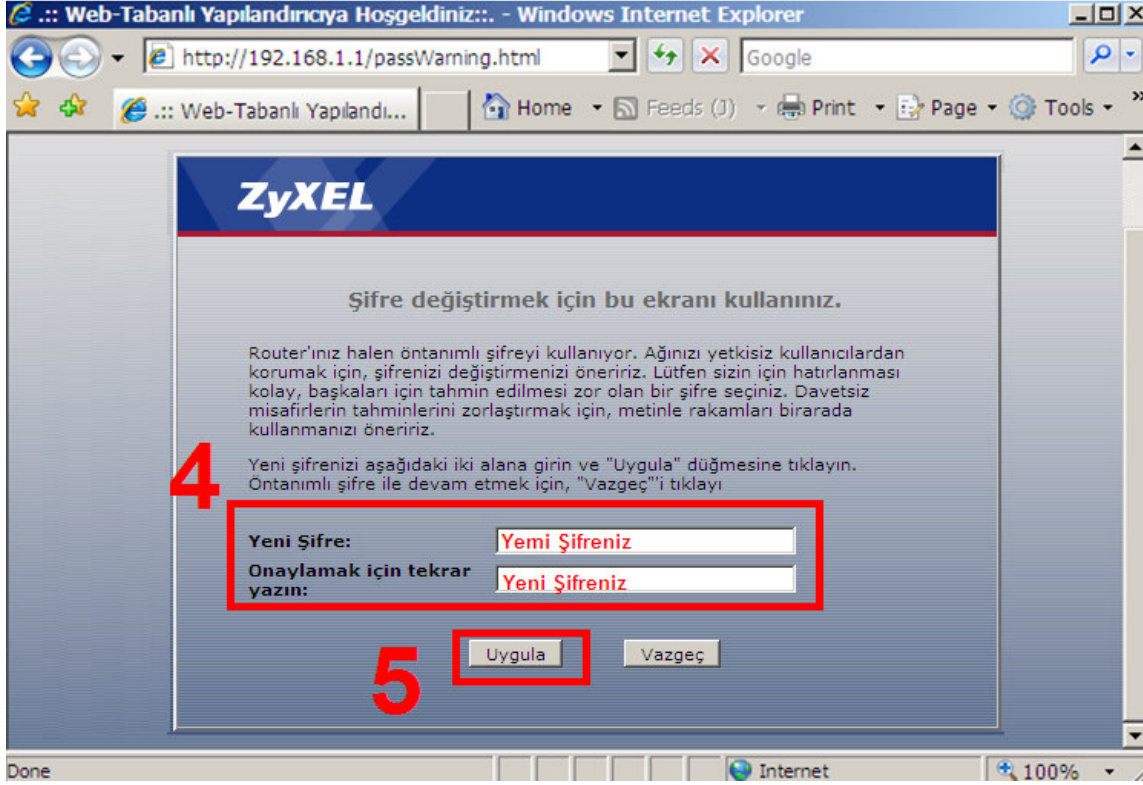 .:: Web-Tabanlı Yapılandırıcıya Hoşgeldiniz::. - Windows Internet Explorer
http://192.168.1.1/passWarning.html
Google
.:: Web-Tabanlı Yapılandı...
Home
Feeds (J)
Print
Page
Tools
»
ZyXEL
Şifre değiştirmek için bu ekranı kullanınız.
Router'ınız halen öntanımlı şifreyi kullanıyor. Ağınızı yetkisiz kullanıcılardan
korumak için, şifrenizi değiştirmenizi öneririz. Lütfen sizin için hatırlanması
kolay, başkaları için tahmin edilmesi zor olan bir şifre seçiniz. Davetsiz
misafirlerin tahminlerini zorlaştırmak için, metinle rakamları birarada
kullanmanızı öneririz.
4
Yeni şifrenizi aşağıdaki iki alana girin ve "Uygula" düğmesine tıklayın.
Öntanımlı şifre ile devam etmek için, "Vazgeç"'i tıklayı
Yeni Şifre: Yemi Şifreniz
Onaylamak için tekrar
yazın: Yeni Şifreniz
5
Uygula Vazgeç
Done Internet 100%